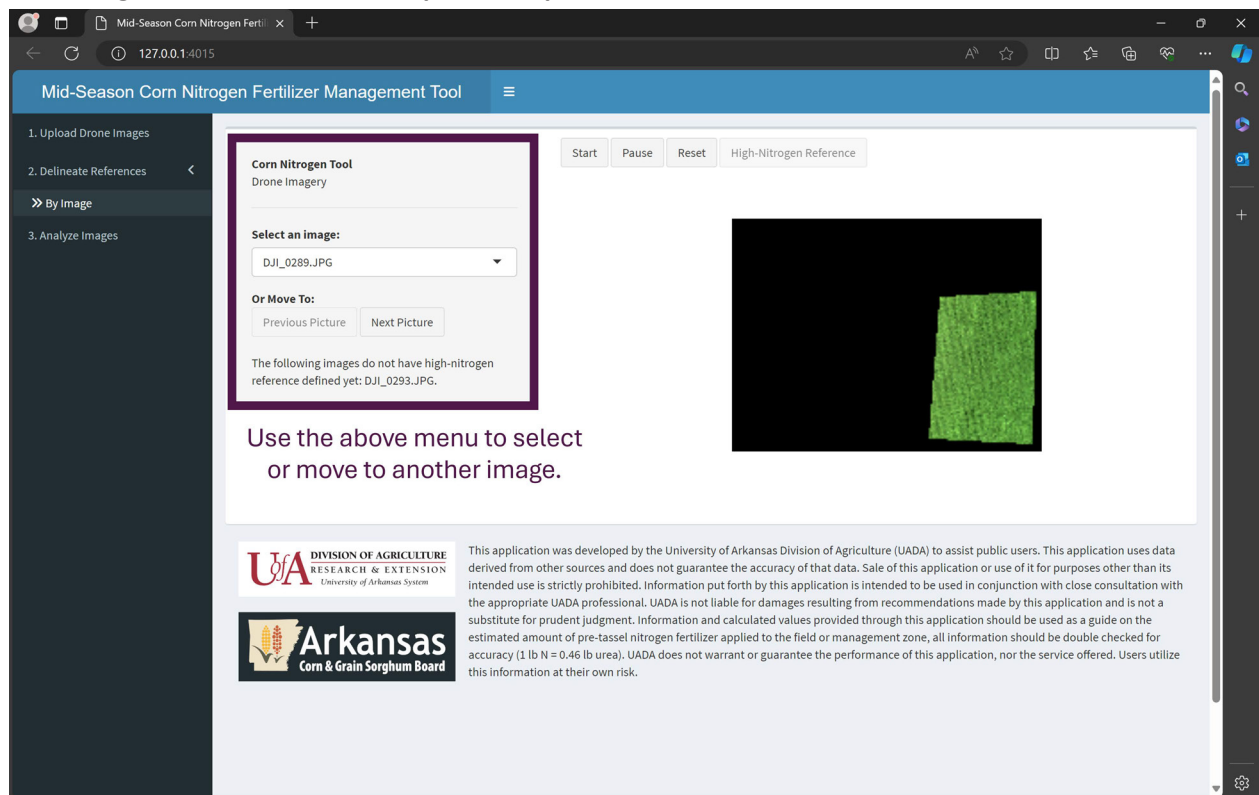 Mid-Season Corn Nitrogen Fertil
127.0.0.1:4015
Mid-Season Corn Nitrogen Fertilizer Management Tool
1. Upload Drone Images
2. Delineate References
By Image
3. Analyze Images
Corn Nitrogen Tool
Drone Imagery
Select an image:
DJI_0289.JPG
Or Move To:
Previous Picture Next Picture
The following images do not have high-nitrogen
reference defined yet: DJI_0293.JPG.
Start Pause Reset High-Nitrogen Reference
Use the above menu to select
or move to another image.
UofA DIVISION OF AGRICULTURE
RESEARCH & EXTENSION
University of Arkansas System
Arkansas
Corn & Grain Sorghum Board
This application was developed by the University of Arkansas Division of Agriculture (UADA) to assist public users. This application uses data
derived from other sources and does not guarantee the accuracy of that data. Sale of this application or use of it for purposes other than its
intended use is strictly prohibited. Information put forth by this application is intended to be used in conjunction with close consultation with
the appropriate UADA professional. UADA is not liable for damages resulting from recommendations made by this application and is not a
substitute for prudent judgment. Information and calculated values provided through this application should be used as a guide on the
estimated amount of pre-tassel nitrogen fertilizer applied to the field or management zone, all information should be double checked for
accuracy (1 lb N = 0.46 lb urea). UADA does not warrant or guarantee the performance of this application, nor the service offered. Users utilize
this information at their own risk.